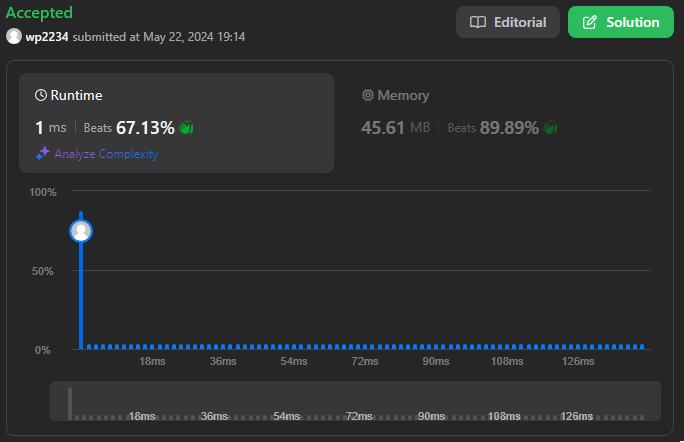 Accepted
Editorial
Solution
wp2234 submitted at May 22, 2024 19:14
Runtime
Memory
1 ms Beats 67.13%
45.61 MB Beats 89.89%
Analyze Complexity
100%
50%
0%
18ms 36ms 54ms 72ms 90ms 108ms 126ms
18ms 36ms 54ms 72ms 90ms 108ms 126ms